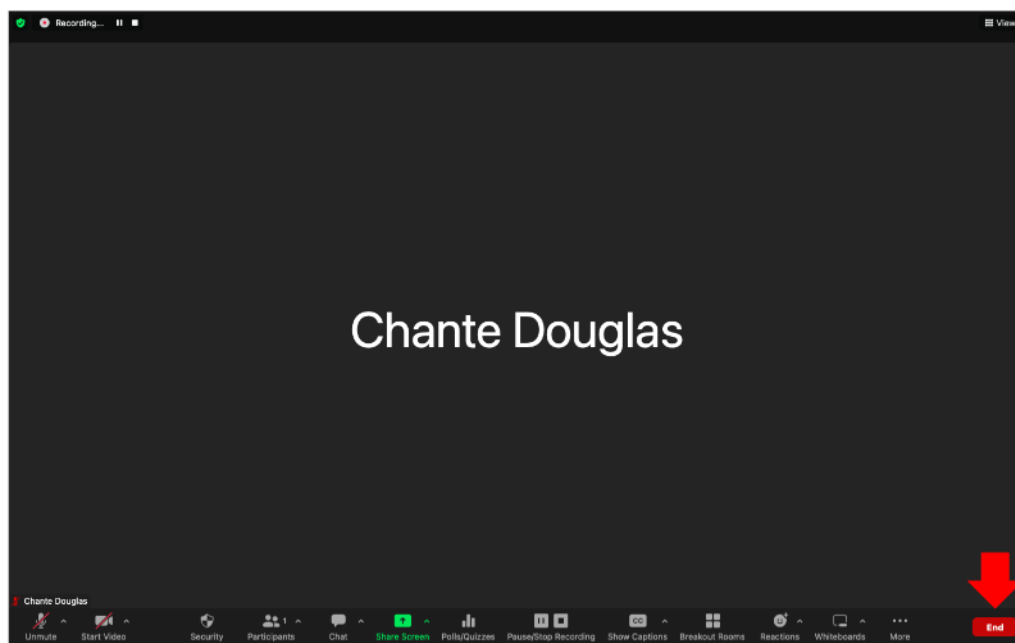 Recording...
View
Chante Douglas
Chante Douglas
Unmute
Start Video
Security
1
Participants
Chat
Share Screen
Polls/Quizzes
Pause/Stop Recording
CC
Show Captions
Breakout Rooms
Reactions
Whiteboards
More
End